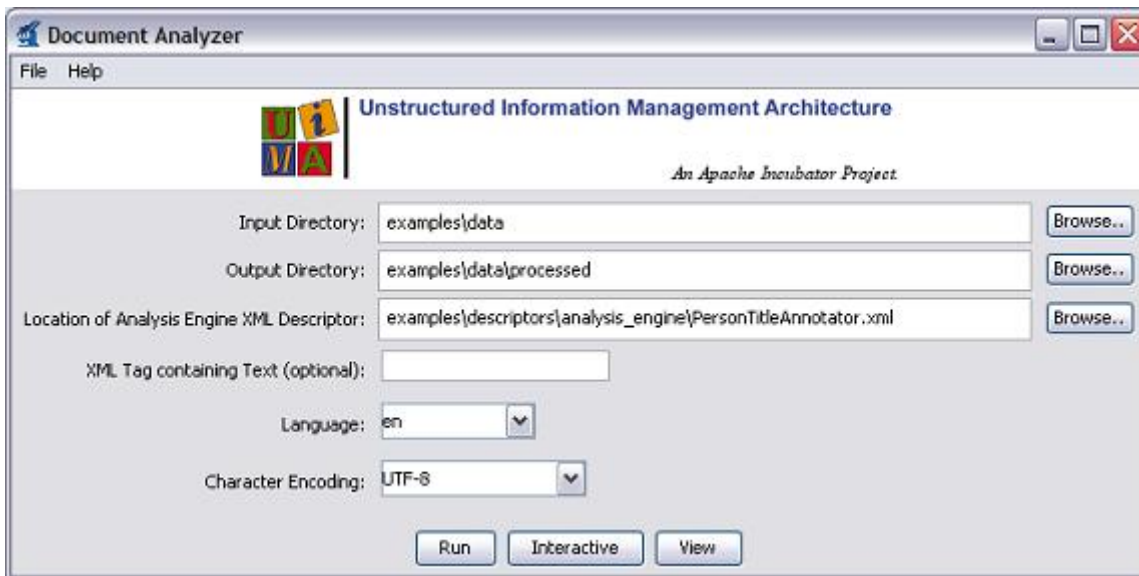 Document Analyzer
File Help
UiMA
Unstructured Information Management Architecture
An Apache Incubator Project.
Input Directory: examples\data Browse..
Output Directory: examples\data\processed Browse..
Location of Analysis Engine XML Descriptor: examples\descriptors\analysis_engine\PersonTitleAnnotator.xml Browse..
XML Tag containing Text (optional):
Language: en
Character Encoding: UTF-8
Run Interactive View